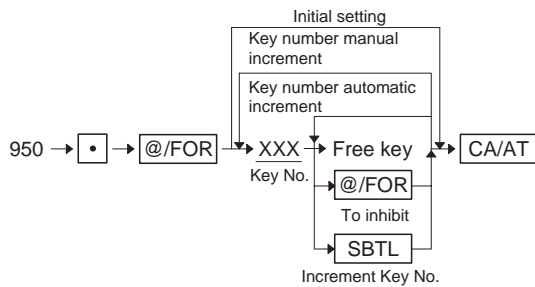 Initial setting
Key number manual
increment
Key number automatic
increment
950 • @/FOR XXX Free key CA/AT
Key No.
@/FOR
To inhibit
SBTL
Increment Key No.